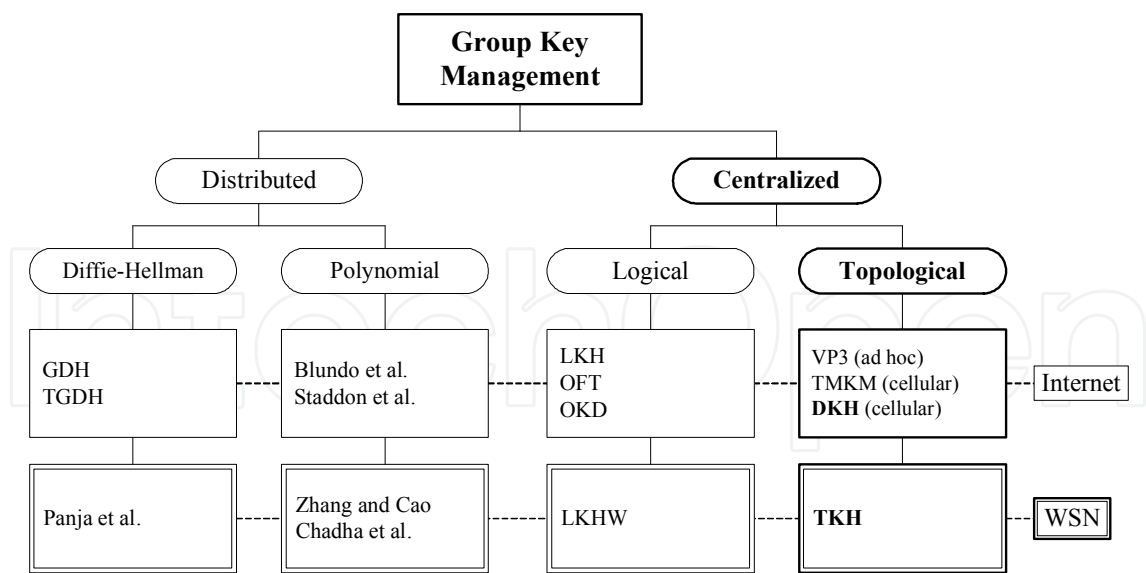 Group Key
Management
Distributed
Centralized
Diffie-Hellman
Polynomial
Logical
Topological
GDH
TGDH
Blundo et al.
Staddon et al.
LKH
OFT
OKD
VP3 (ad hoc)
TMKM (cellular)
DKH (cellular)
Internet
Panja et al.
Zhang and Cao
Chadha et al.
LKHW
TKH
WSN
IntechOpen